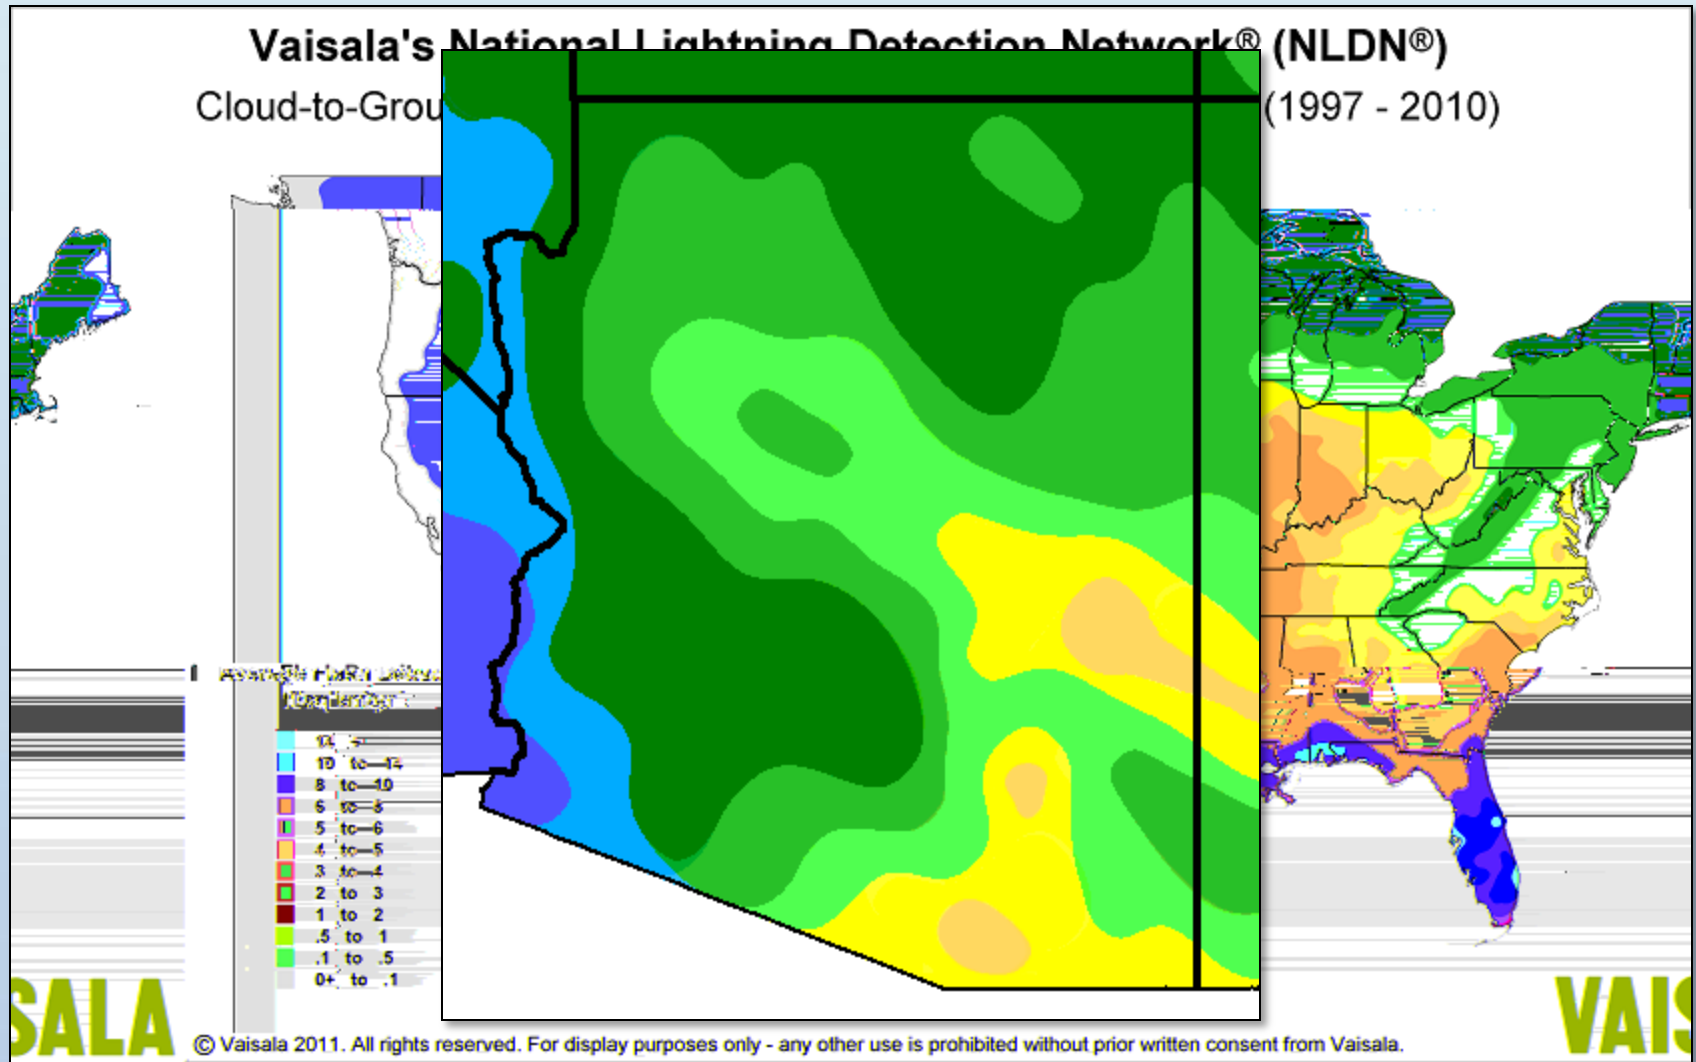 Vaisala's National Lightning Detection Network® (NLDN®)
Cloud-to-Grou (1997 - 2010)
10 to 14
8 to 10
6 to 8
5 to 6
4 to 5
3 to 4
2 to 3
1 to 2
.5 to 1
.1 to .5
0+ to .1
SALA
VAIS
© Vaisala 2011. All rights reserved. For display purposes only - any other use is prohibited without prior written consent from Vaisala.